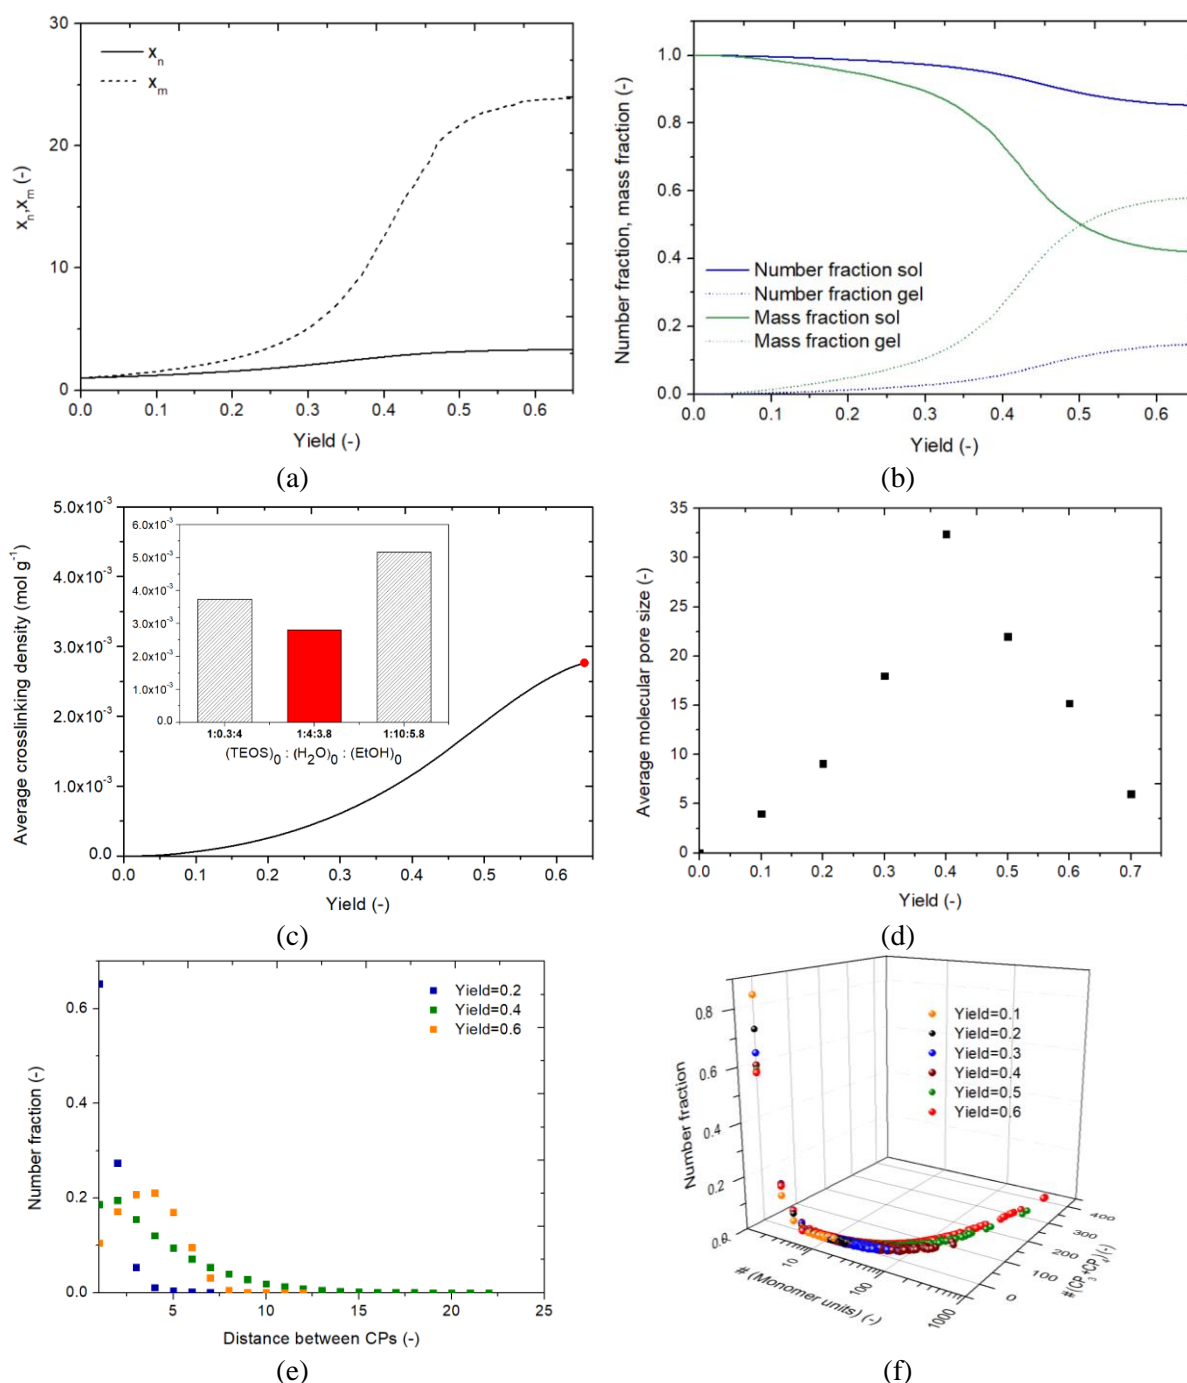 30
20
10
0
xₙ
xₘ
xₙ,xₘ (-)
0.0 0.1 0.2 0.3 0.4 0.5 0.6
Yield (-)
(a)
1.0
0.8
0.6
0.4
0.2
0.0
Number fraction, mass fraction (-)
Number fraction sol
Number fraction gel
Mass fraction sol
Mass fraction gel
0.0 0.1 0.2 0.3 0.4 0.5 0.6
Yield (-)
(b)
5.0x10⁻³
4.0x10⁻³
3.0x10⁻³
2.0x10⁻³
1.0x10⁻³
0.0
Average crosslinking density (mol g⁻¹)
6.0x10⁻³
5.0x10⁻³
4.0x10⁻³
3.0x10⁻³
2.0x10⁻³
1.0x10⁻³
0.0
1:0.3:4 1:4:3.8 1:10:5.8
(TEOS)₀ : (H₂O)₀ : (EtOH)₀
0.0 0.1 0.2 0.3 0.4 0.5 0.6
Yield (-)
(c)
35
30
25
20
15
10
5
0
Average molecular pore size (-)
0.0 0.1 0.2 0.3 0.4 0.5 0.6 0.7
Yield (-)
(d)
0.6
0.4
0.2
0.0
Number fraction (-)
Yield=0.2
Yield=0.4
Yield=0.6
5 10 15 20 25
Distance between CPs (-)
(e)
0.8
0.6
0.4
0.2
0.0
Number fraction
Yield=0.1
Yield=0.2
Yield=0.3
Yield=0.4
Yield=0.5
Yield=0.6
10
100
1000
# (Monomer units) (-)
0
100
200
300
400
#(CP₃+CP₄) (-)
(f)